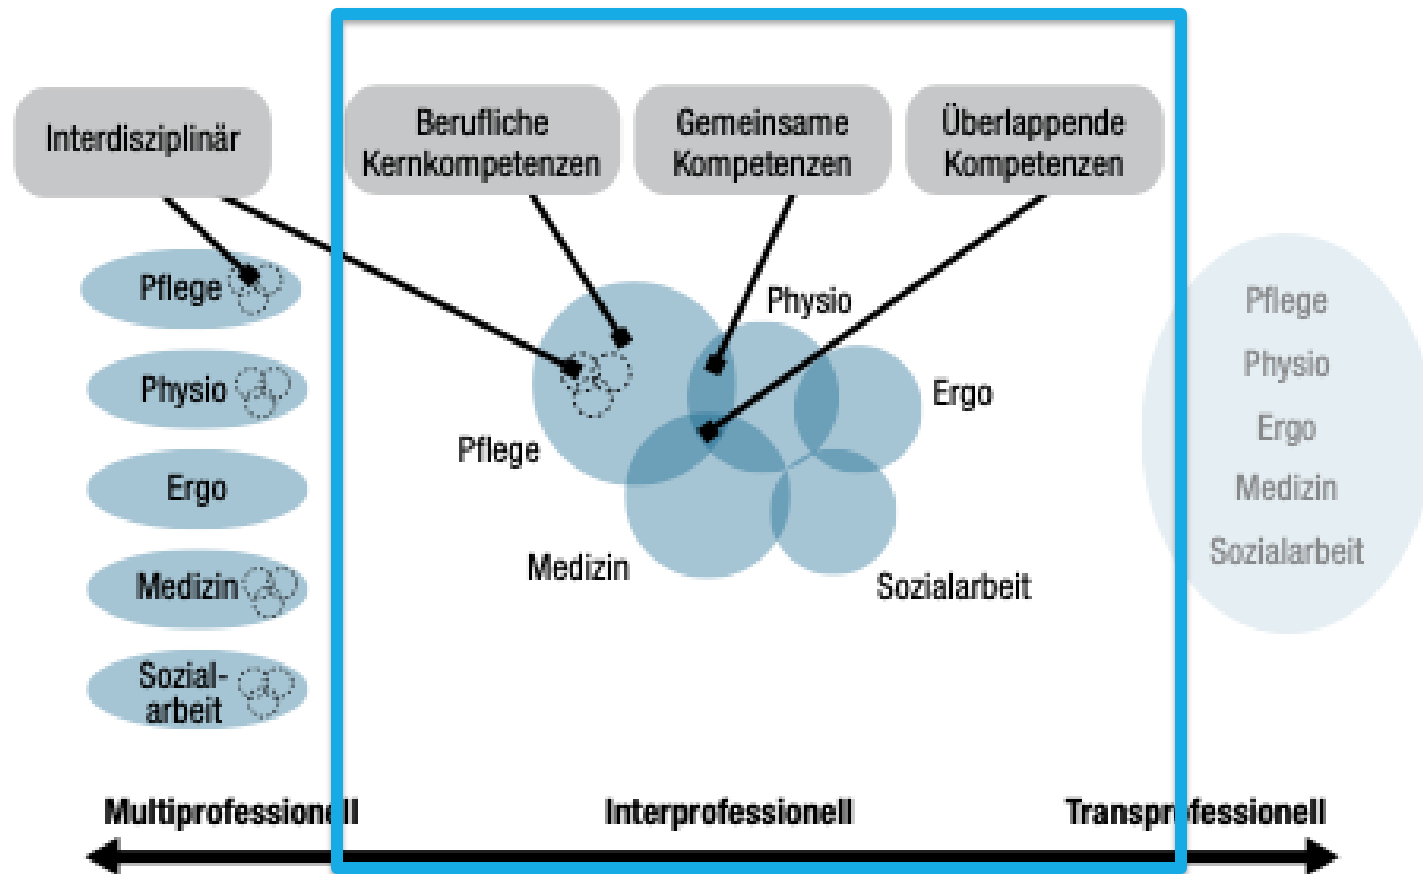 Interdisziplinär
Berufliche
Kernkompetenzen
Gemeinsame
Kompetenzen
Überlappende
Kompetenzen
Pflege
Physio
Ergo
Medizin
Sozial-
arbeit
Physio
Ergo
Pflege
Medizin
Sozialarbeit
Pflege
Physio
Ergo
Medizin
Sozialarbeit
Multiprofessionell
Interprofessionell
Transprofessionell